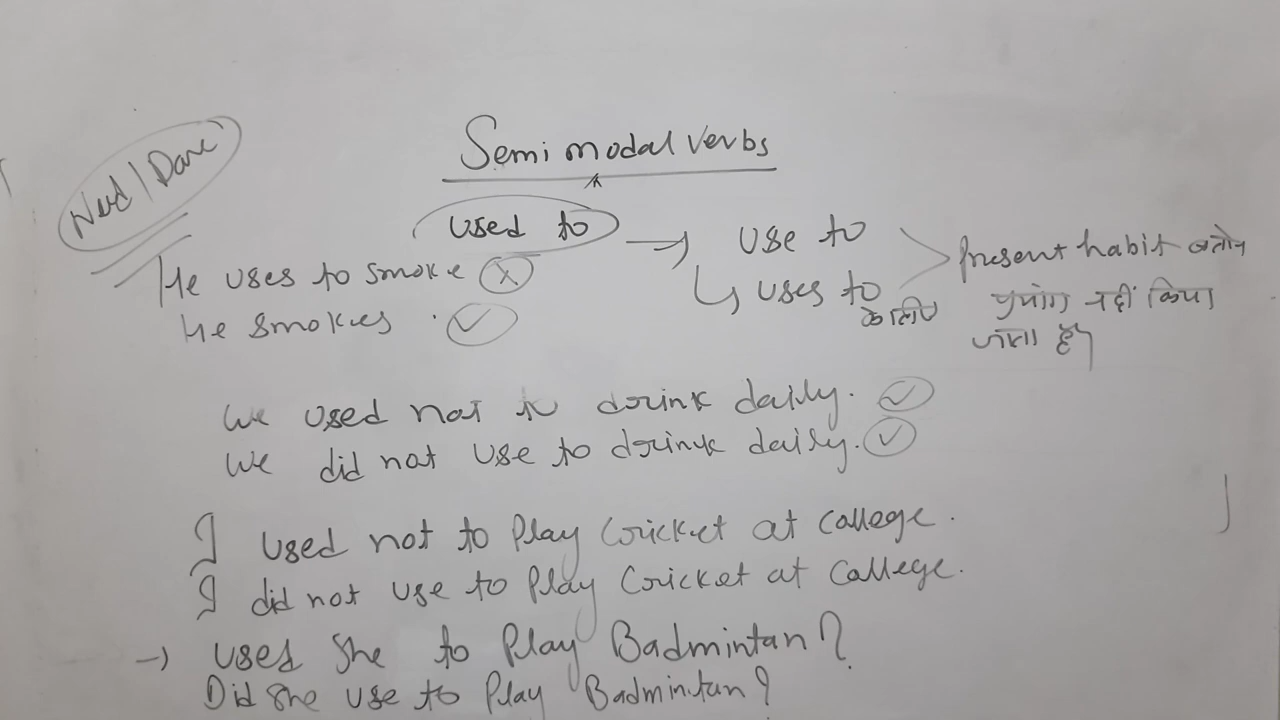 Semi modal verbs
Need/Dare
used to → use to
↳ uses to
present habit बताने
के लिए प्रयोग नहीं किया
जाता है
He uses to smoke ✗
He smokes. ✓
We used not to drink daily. ✓
We did not use to drink daily. ✓
I used not to play cricket at college.
I did not use to play cricket at college.
→ used she to play Badmintan?
Did she use to play Badmintan?